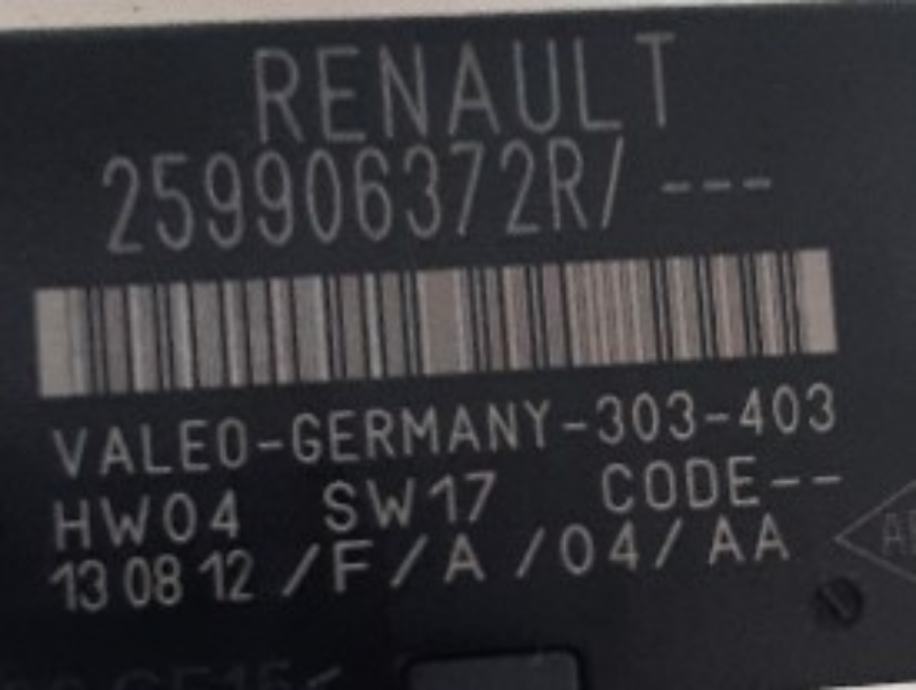 RENAULT
259906372R/ ---
VALEO-GERMANY-303-403
HW04 SW17 CODE--
13 08 12 /F/A /04/ AA